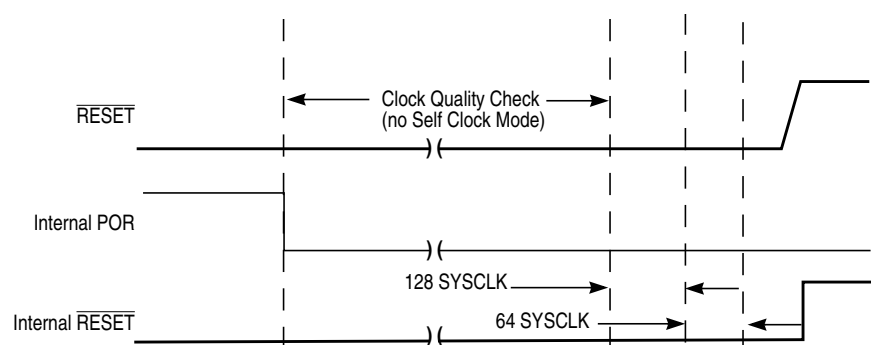 Clock Quality Check
(no Self Clock Mode)
RESET
Internal POR
128 SYSCLK
64 SYSCLK
Internal RESET